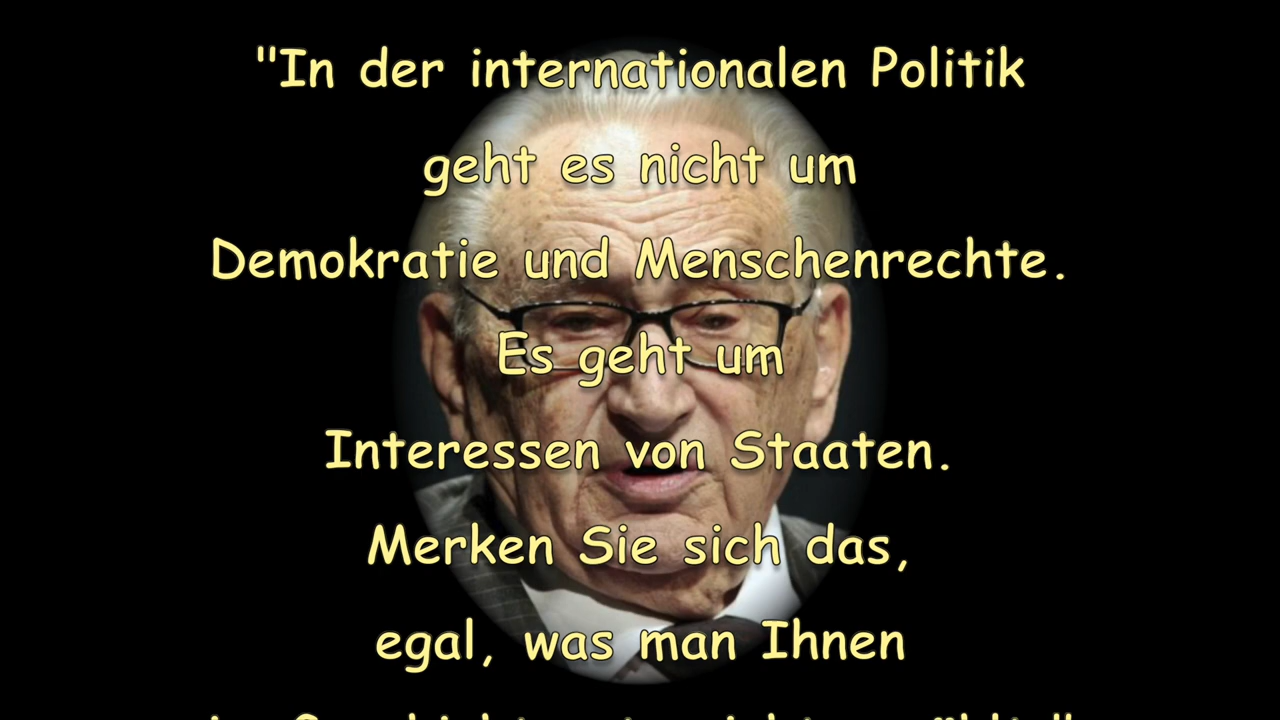 "In der internationalen Politik
geht es nicht um
Demokratie und Menschenrechte.
Es geht um
Interessen von Staaten.
Merken Sie sich das,
egal, was man Ihnen